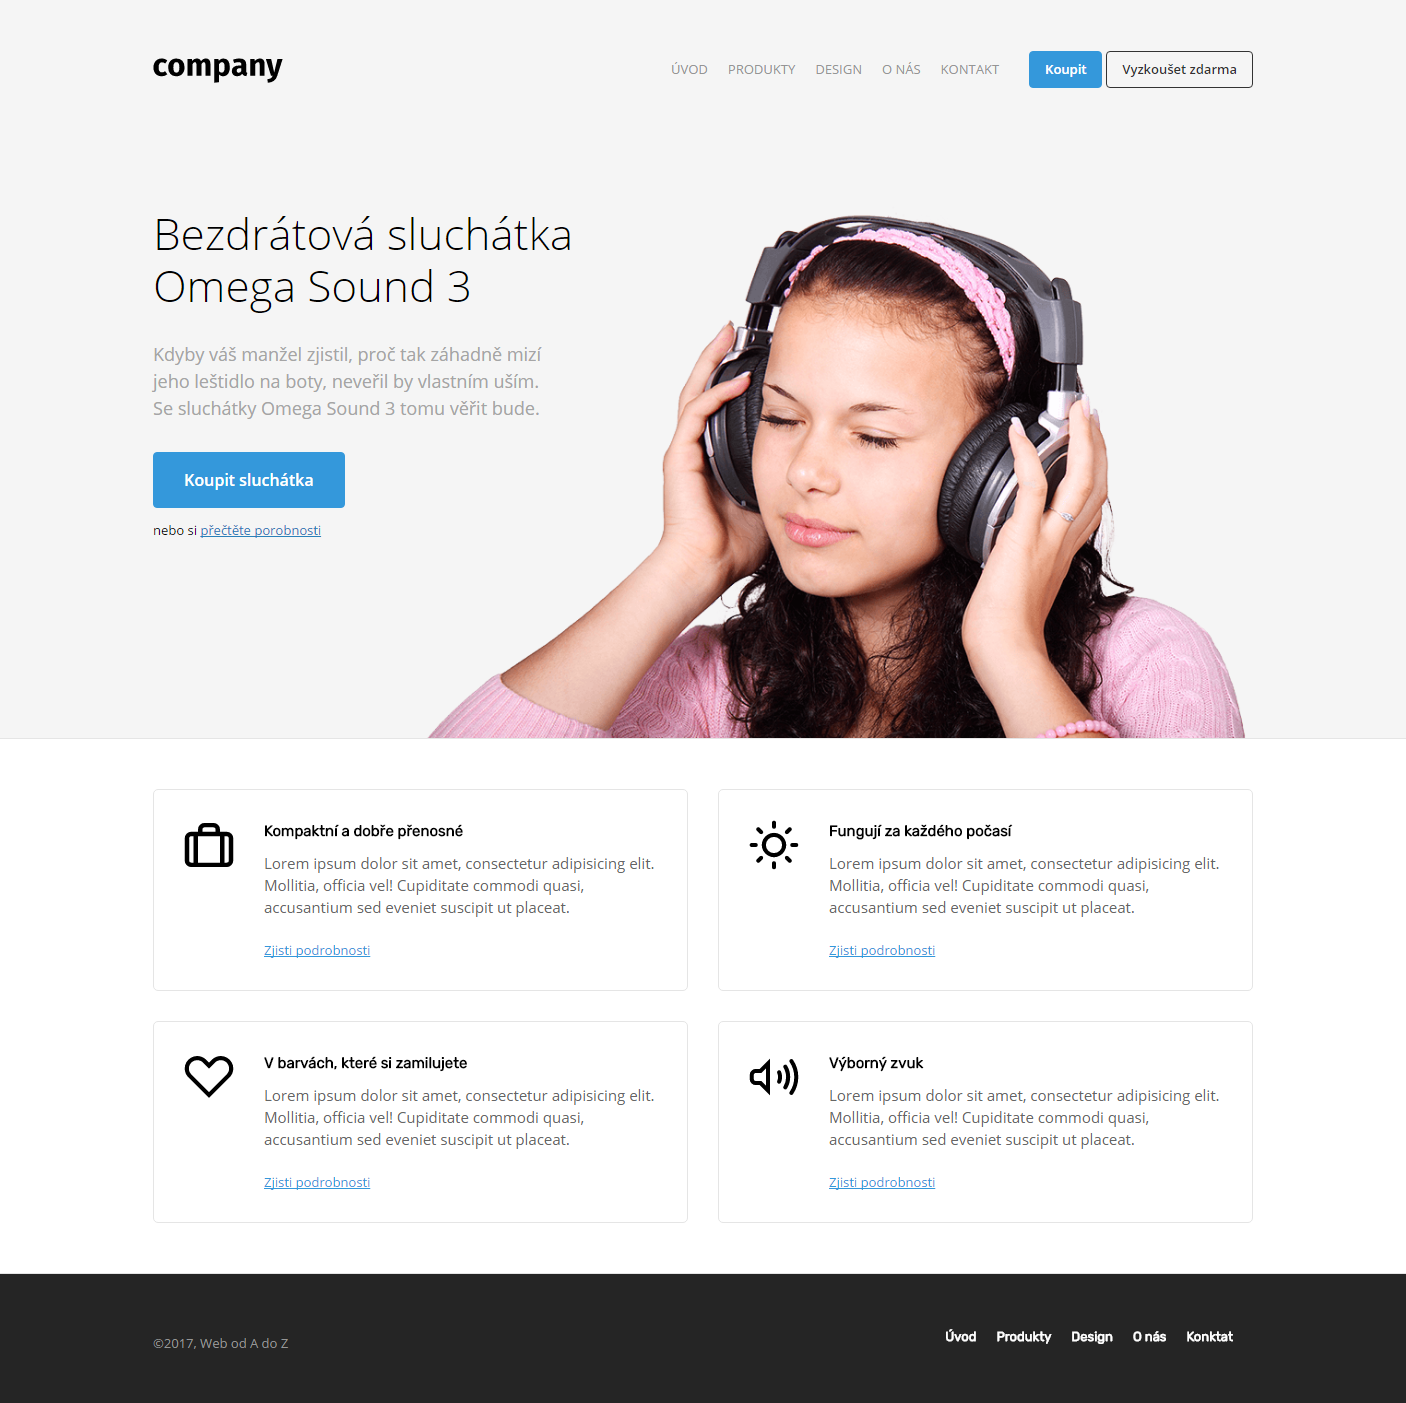 company
ÚVOD PRODUKTY DESIGN O NÁS KONTAKT Koupit Vyzkoušet zdarma
Bezdrátová sluchátka
Omega Sound 3
Kdyby váš manžel zjistil, proč tak záhadně mizí
jeho leštidlo na boty, nevěřil by vlastním uším.
Se sluchátky Omega Sound 3 tomu věřit bude.
Koupit sluchátka
nebo si přečtěte porobnosti
Kompaktní a dobře přenosné
Lorem ipsum dolor sit amet, consectetur adipisicing elit.
Mollitia, officia vel! Cupiditate commodi quasi,
accusantium sed eveniet suscipit ut placeat.
Zjisti podrobnosti
Fungují za každého počasí
Lorem ipsum dolor sit amet, consectetur adipisicing elit.
Mollitia, officia vel! Cupiditate commodi quasi,
accusantium sed eveniet suscipit ut placeat.
Zjisti podrobnosti
V barvách, které si zamilujete
Lorem ipsum dolor sit amet, consectetur adipisicing elit.
Mollitia, officia vel! Cupiditate commodi quasi,
accusantium sed eveniet suscipit ut placeat.
Zjisti podrobnosti
Výborný zvuk
Lorem ipsum dolor sit amet, consectetur adipisicing elit.
Mollitia, officia vel! Cupiditate commodi quasi,
accusantium sed eveniet suscipit ut placeat.
Zjisti podrobnosti
©2017, Web od A do Z
Úvod Produkty Design O nás Konktat